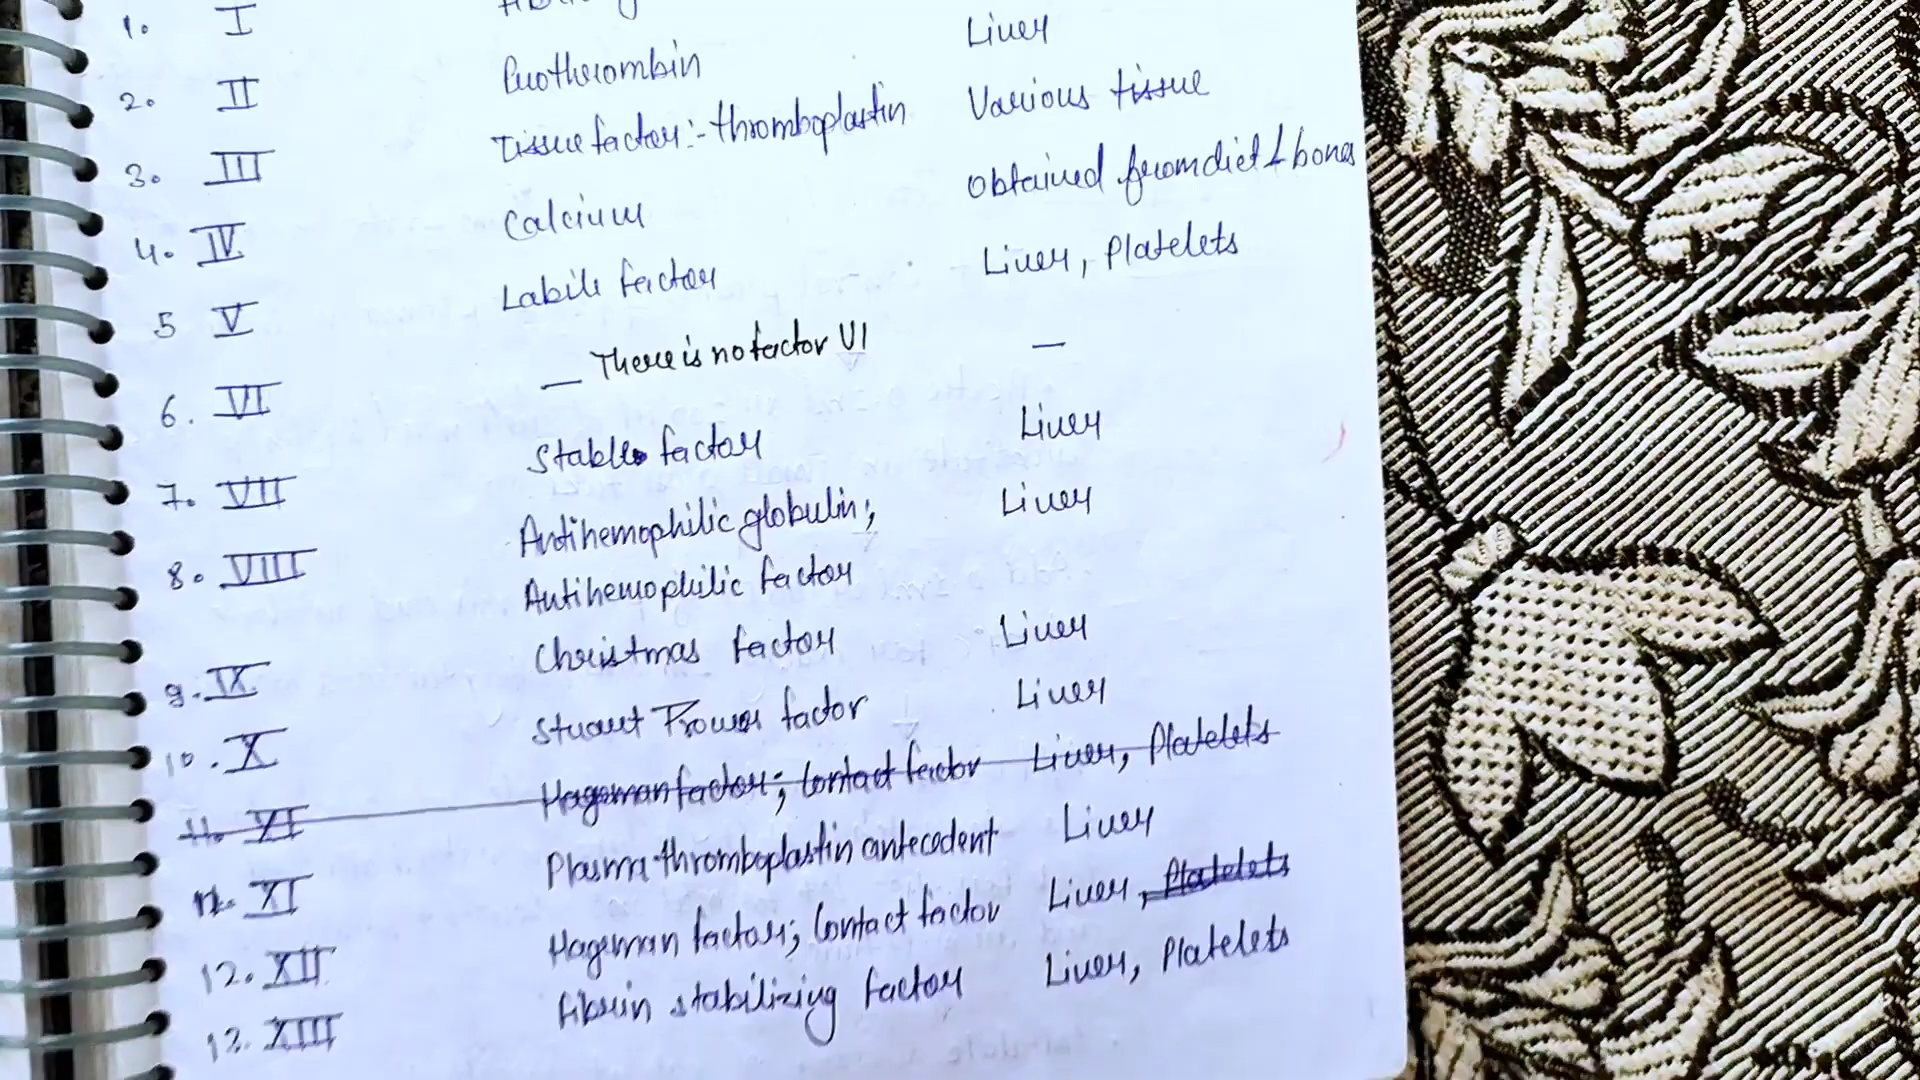 1. I
2. II Prothrombin Liver
3. III Tissue factor:- thromboplastin Various tissue
4. IV Calcium Obtained from diet & bones
5 V Labile factor Liver, Platelets
6. VI — There is no factor VI —
7. VII Stable factor Liver
8. VIII Antihemophilic globulin; Liver
Antihemophilic factor
9. IX Christmas factor Liver
10. X Stuart Prower factor Liver
11. XI Hageman factor; Contact factor Liver, Platelets
11. XI Plasma thromboplastin antecedent Liver
12. XII Hageman factor; Contact factor Liver, Platelets
13. XIII fibrin stabilizing factor Liver, Platelets